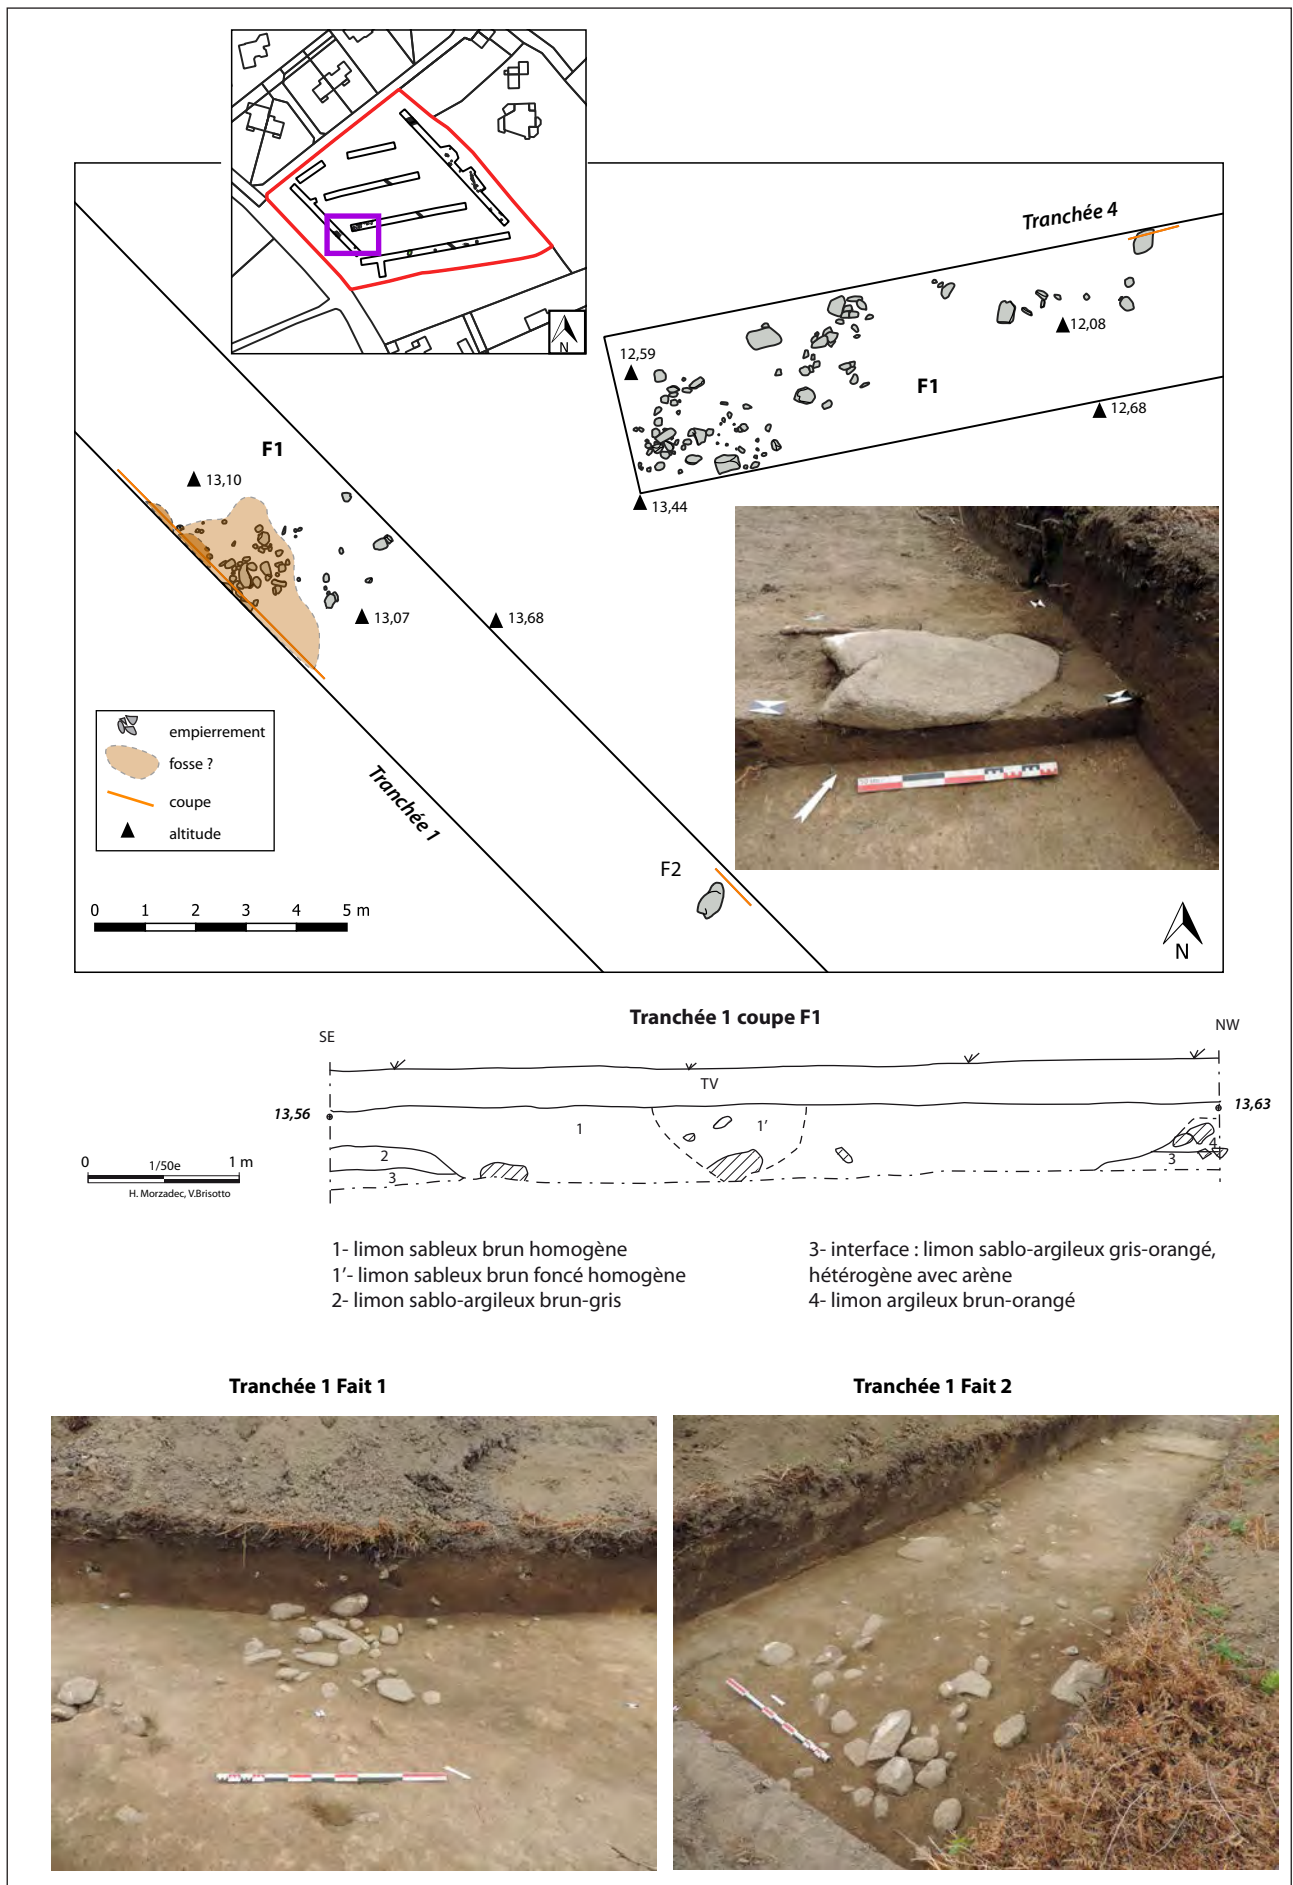 N
Tranchée 4
12,08
12,59
F1
12,68
13,44
F1
13,10
13,07
13,68
empierrement
fosse ?
coupe
altitude
Tranchée 1
F2
0 1 2 3 4 5 m
N
Tranchée 1 coupe F1
SE
NW
TV
13,56
13,63
1
1’
2
3
4
3
0 1/50e 1 m
H. Morzadec, V.Brisotto
1- limon sableux brun homogène
1’- limon sableux brun foncé homogène
2- limon sablo-argileux brun-gris
3- interface : limon sablo-argileux gris-orangé,
hétérogène avec arène
4- limon argileux brun-orangé
Tranchée 1 Fait 1
Tranchée 1 Fait 2